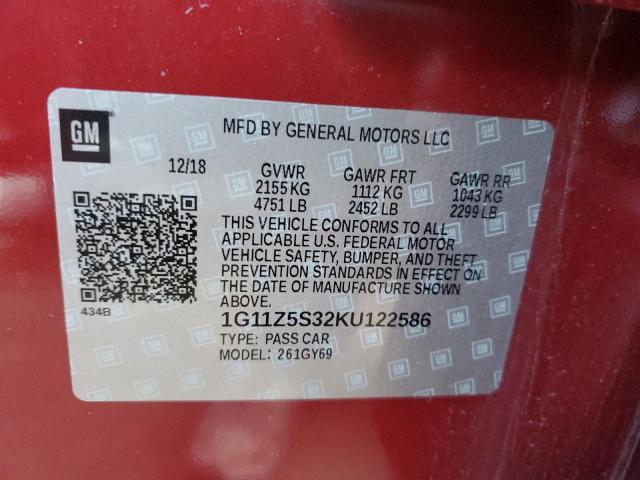 GM
MFD BY GENERAL MOTORS LLC
12/18 GVWR GAWR FRT GAWR RR
2155 KG 1112 KG 1043 KG
4751 LB 2452 LB 2299 LB
THIS VEHICLE CONFORMS TO ALL
APPLICABLE U.S. FEDERAL MOTOR
VEHICLE SAFETY, BUMPER, AND THEFT
PREVENTION STANDARDS IN EFFECT ON
THE DATE OF MANUFACTURE SHOWN
ABOVE.
434B
1G11Z5S32KU122586
TYPE: PASS CAR
MODEL: 261GY69